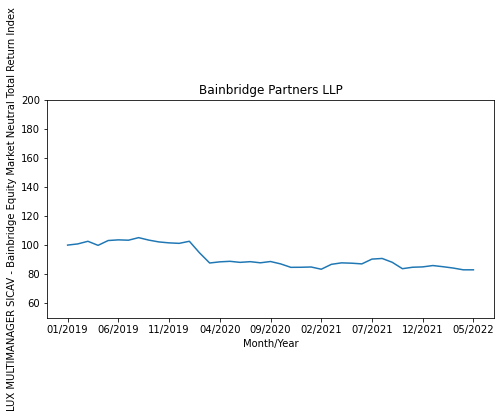 Bainbridge Partners LLP
LUX MULTIMANAGER SICAV - Bainbridge Equity Market Neutral Total Return Index
200
180
160
140
120
100
80
60
01/2019 06/2019 11/2019 04/2020 09/2020 02/2021 07/2021 12/2021 05/2022
Month/Year